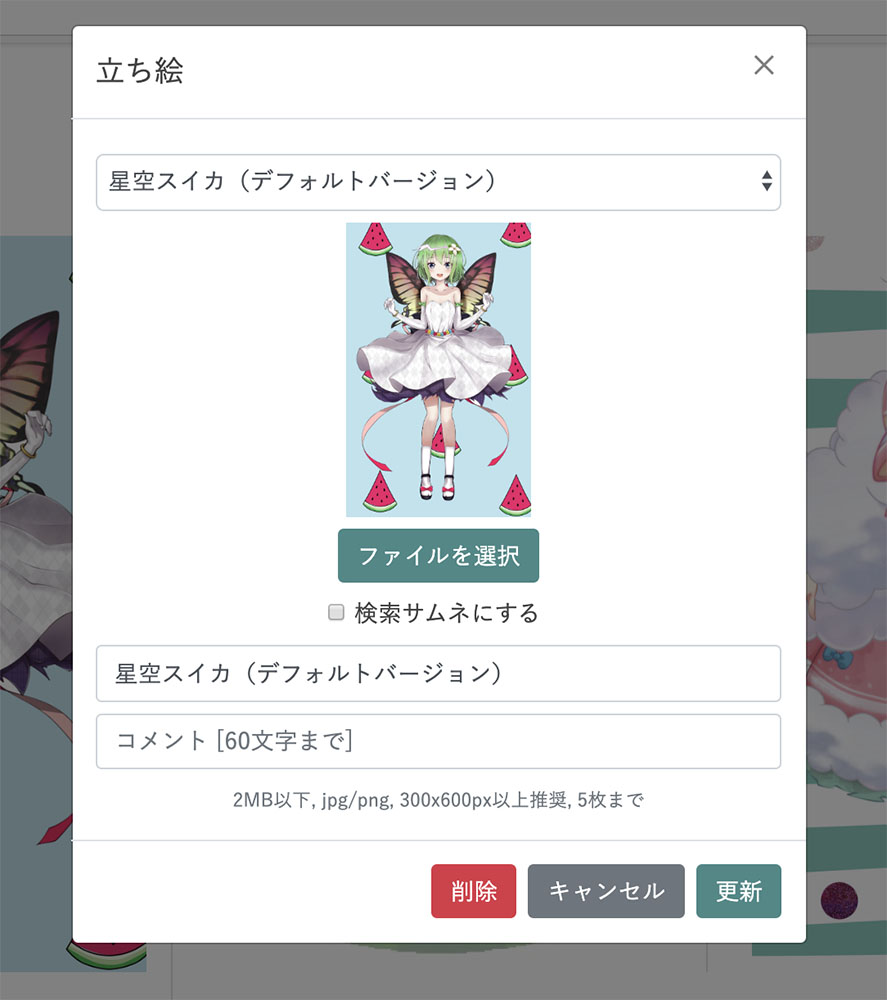 立ち絵
星空スイカ（デフォルトバージョン）
ファイルを選択
検索サムネにする
星空スイカ（デフォルトバージョン）
コメント [60文字まで]
2MB以下, jpg/png, 300x600px以上推奨, 5枚まで
削除 キャンセル 更新